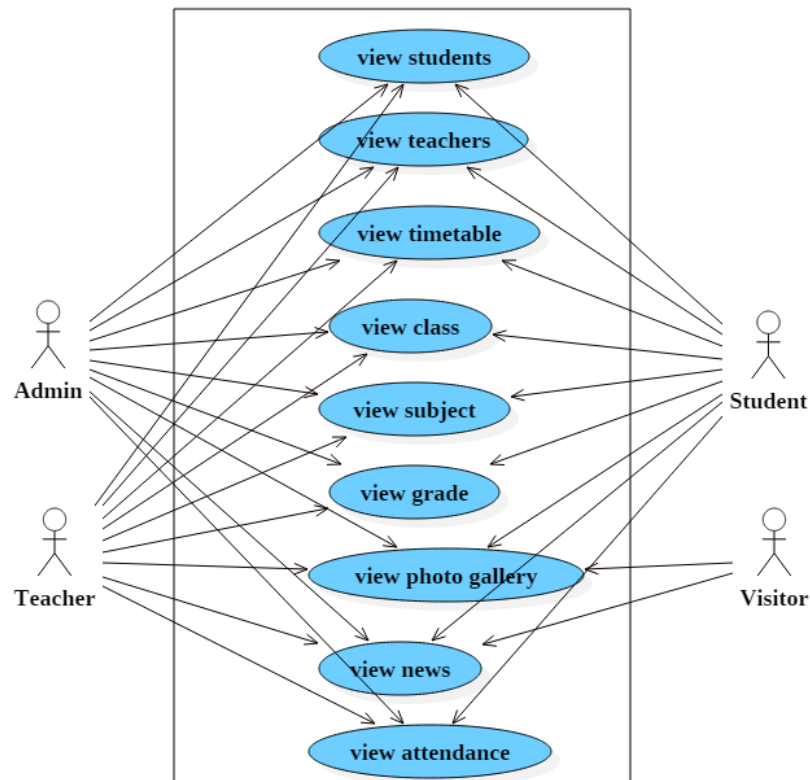 view students
view teachers
view timetable
view class
Admin
Student
view subject
view grade
Teacher
Visitor
view photo gallery
view news
view attendance